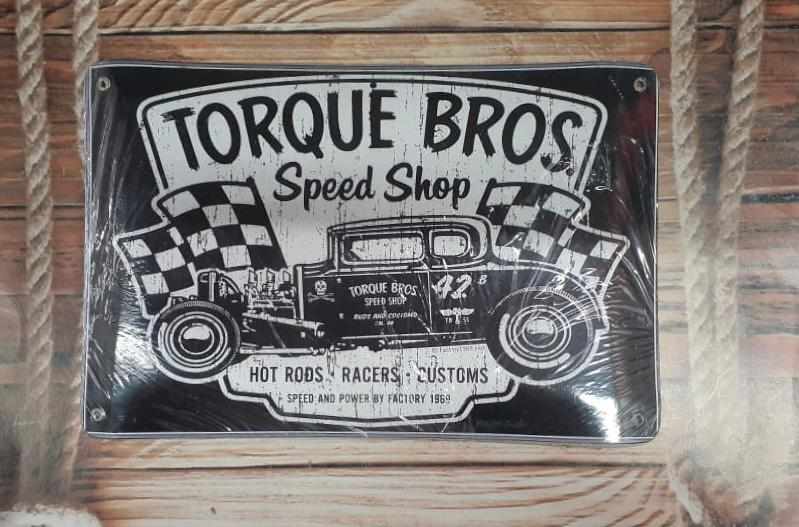 TORQUE BROS.
Speed Shop
TORQUE BROS.
SPEED SHOP
42 B
HOT RODS • RACERS • CUSTOMS
SPEED AND POWER BY FACTORY 1969